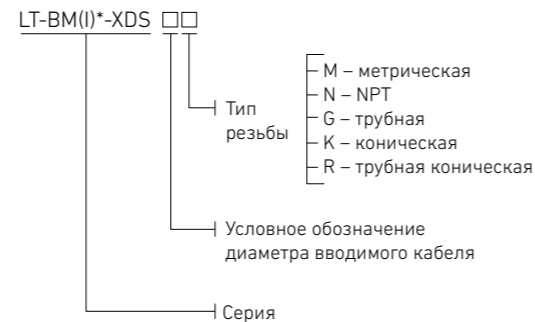 LT-BM(I)*-XDS □□
M – метрическая
N – NPT
G – трубная
K – коническая
R – трубная коническая
Тип
резьбы
Условное обозначение
диаметра вводимого кабеля
Серия